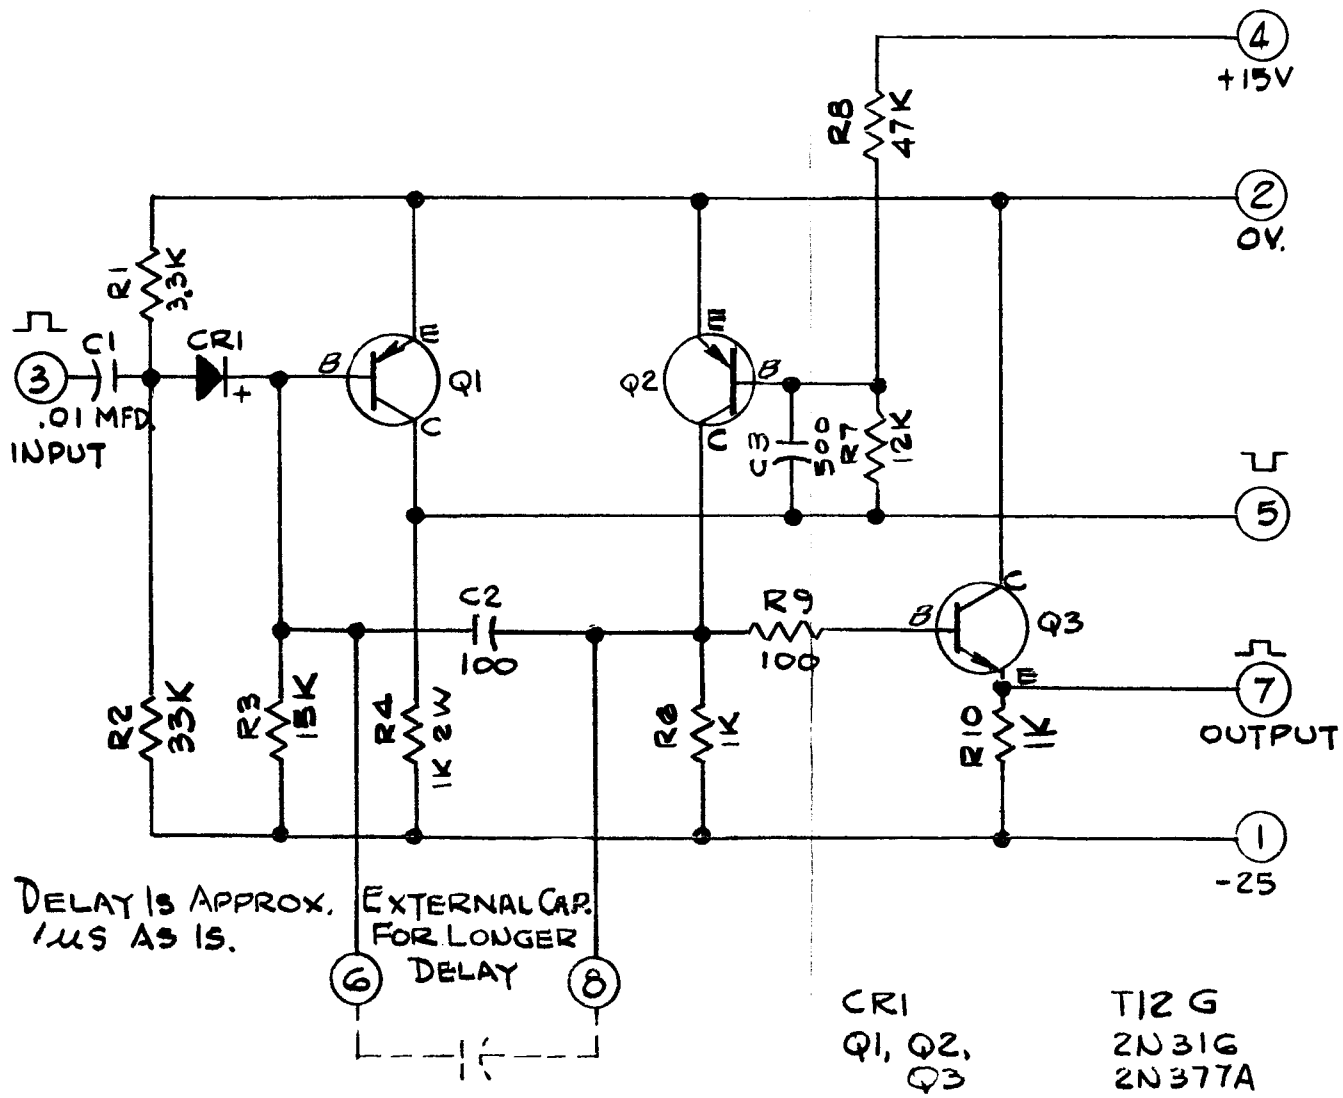 4
+15V
R8
47K
2
0V.
R1
3.3K
C1
CR1
+
3
.01 MFD.
INPUT
B
E
Q1
C
E
Q2
B
C
C3
500
R7
12K
5
C2
100
R9
100
B
C
Q3
E
7
OUTPUT
R2
33K
R3
15K
R4
1K 2W
R6
1K
R10
1K
1
-25
DELAY IS APPROX.
1μS AS IS.
EXTERNAL CAP.
FOR LONGER
DELAY
6
8
CR1 T12G
Q1, Q2, 2N316
Q3 2N377A